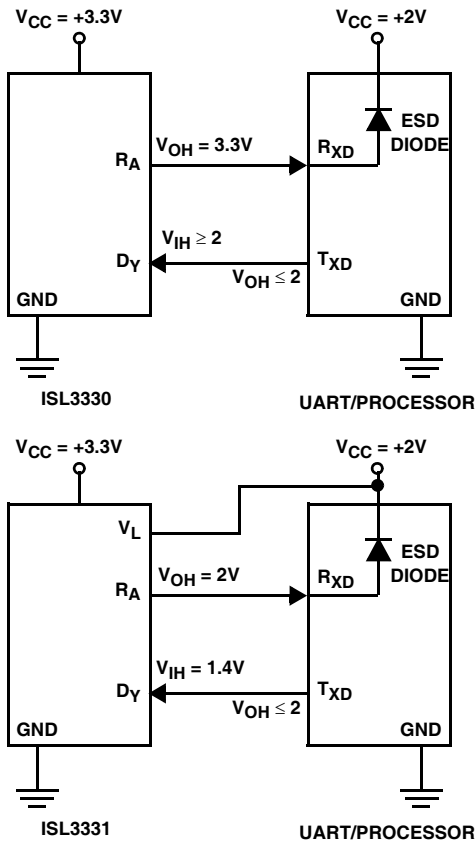 VCC = +3.3V
VCC = +2V
ESD
DIODE
RA
VOH = 3.3V
RXD
VIH ≥ 2
DY
TXD
VOH ≤ 2
GND
GND
ISL3330
UART/PROCESSOR
VCC = +3.3V
VCC = +2V
VL
ESD
DIODE
RA
VOH = 2V
RXD
VIH = 1.4V
DY
TXD
VOH ≤ 2
GND
GND
ISL3331
UART/PROCESSOR